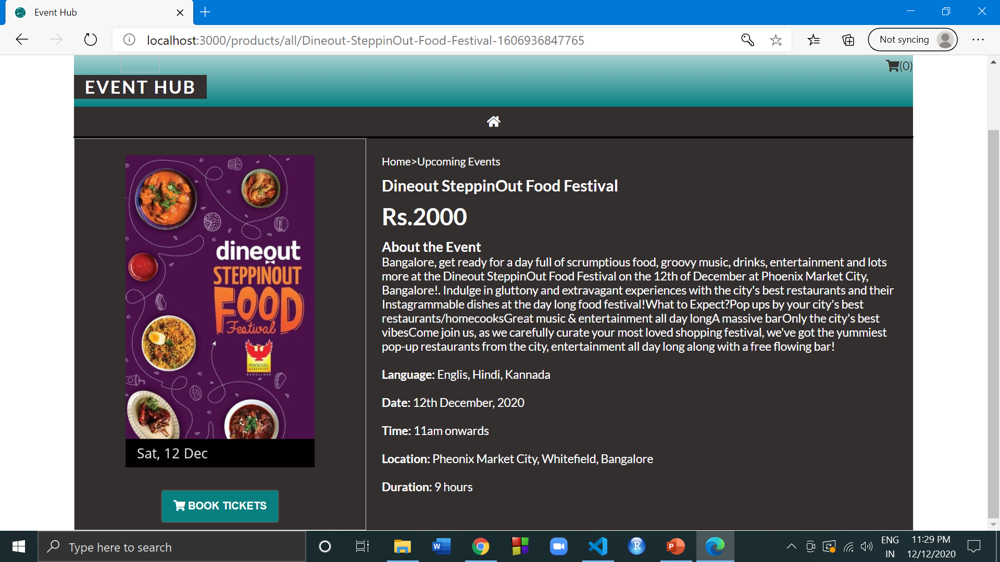 Event Hub
localhost:3000/products/all/Dineout-SteppinOut-Food-Festival-1606936847765
Not syncing
(0)
EVENT HUB
Home>Upcoming Events
Dineout SteppinOut Food Festival
Rs.2000
About the Event
Bangalore, get ready for a day full of scrumptious food, groovy music, drinks, entertainment and lots
more at the Dineout SteppinOut Food Festival on the 12th of December at Phoenix Market City,
Bangalore!. Indulge in gluttony and extravagant experiences with the city's best restaurants and their
Instagrammable dishes at the day long food festival!What to Expect?Pop ups by your city's best
restaurants/homecooksGreat music & entertainment all day longA massive barOnly the city's best
vibesCome join us, as we carefully curate your most loved shopping festival, we've got the yummiest
pop-up restaurants from the city, entertainment all day long along with a free flowing bar!
Language: Englis, Hindi, Kannada
Date: 12th December, 2020
Time: 11am onwards
Location: Pheonix Market City, Whitefield, Bangalore
Duration: 9 hours
dineout
STEPPINOUT
FOOD
Festival
PHOENIX
MARKETCITY
BANGALORE
Sat, 12 Dec
BOOK TICKETS
Type here to search
W
R
P
ENG
IN
11:29 PM
12/12/2020